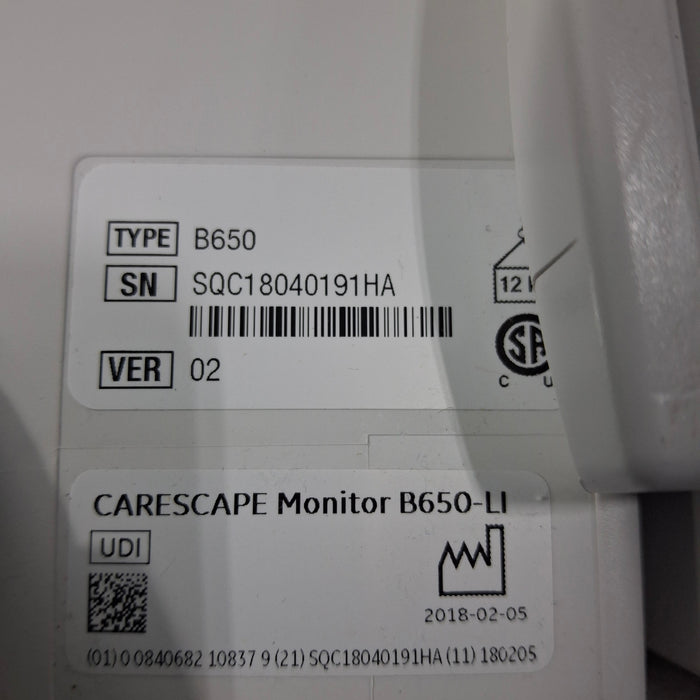 TYPE B650
SN SQC18040191HA
12
VER 02
C U
CARESCAPE Monitor B650-LI
UDI
2018-02-05
(01) 0 0840682 10837 9 (21) SQC18040191HA (11) 180205